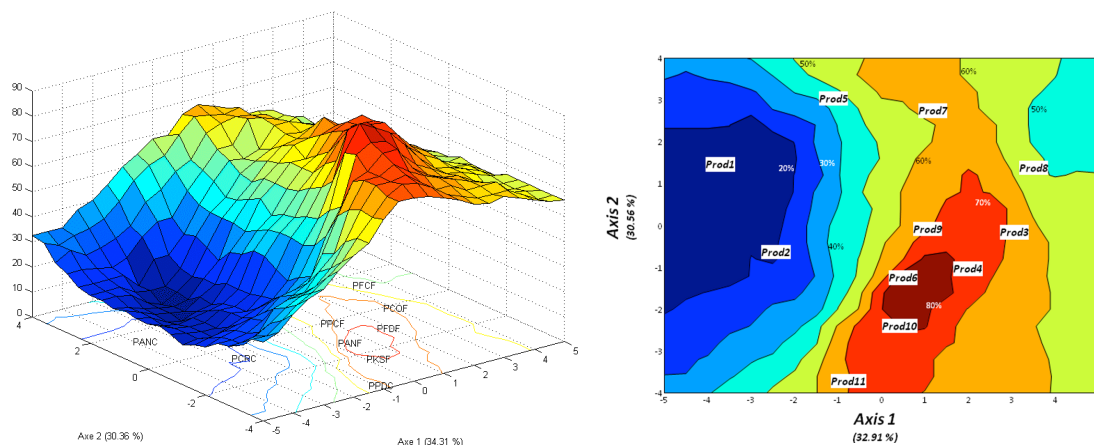 90
80
70
60
50
40
30
20
10
0
4
2
0
-2
-4
-5
-4
-3
-2
-1
0
1
2
3
4
5
PFCF
PCOF
PPCF
PFDF
PANC
PANF
PCRC
PKSF
PPDC
Axe 2 (30.36 %)
Axe 1 (34.31 %)
4
3
2
1
0
-1
-2
-3
-4
50%
60%
Prod5
Prod7
50%
Prod1
20%
30%
60%
Prod8
70%
Prod9
Prod3
Prod2
40%
Prod6
Prod4
80%
Prod10
Prod11
-5
-4
-3
-2
-1
0
1
2
3
4
Axis 2
(30.56 %)
Axis 1
(32.91 %)